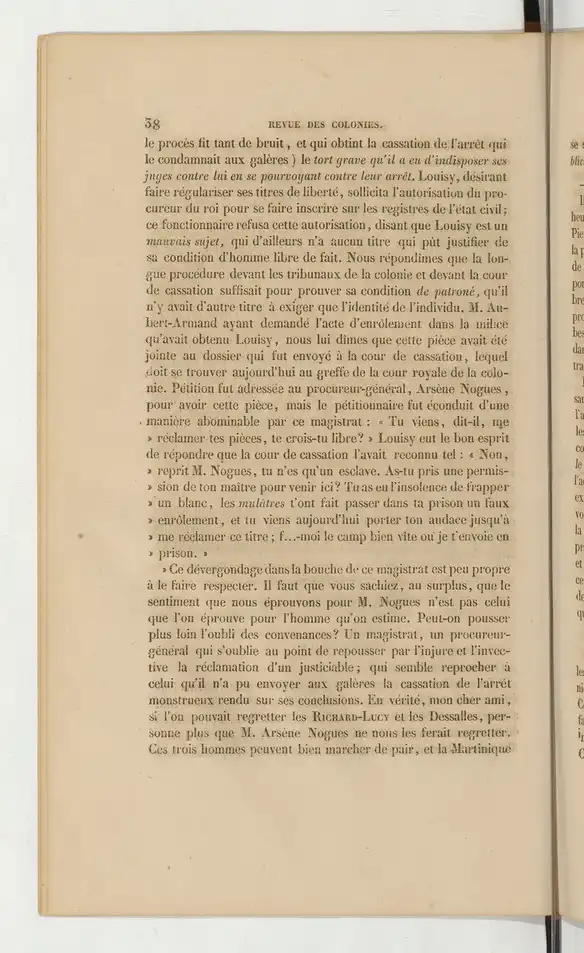 38 REVUE DES COLONIES.
le procès fit tant de bruit, et qui obtint la cassation de l'arrêt qui
le condamnait aux galères ) le tort grave qu'il a eu d'indisposer ses
juges contre lui en se pourvoyant contre leur arrêt. Louisy, désirant
faire régulariser ses titres de liberté, sollicita l'autorisation du pro-
cureur du roi pour se faire inscrire sur les registres de l'état civil;
ce fonctionnaire refusa cette autorisation, disant que Louisy est un
mauvais sujet, qui d'ailleurs n'a aucun titre qui pût justifier de
sa condition d'homme libre de fait. Nous répondîmes que la lon-
gue procédure devant les tribunaux de la colonie et devant la cour
de cassation suffisait pour prouver sa condition de patroné, qu'il
n'y avait d'autre titre à exiger que l'identité de l'individu. M. Au-
bert-Armand ayant demandé l'acte d'enrôlement dans la milice
qu'avait obtenu Louisy, nous lui dîmes que cette pièce avait été
jointe au dossier qui fut envoyé à la cour de cassation, lequel
doit se trouver aujourd'hui au greffe de la cour royale de la colo-
nie. Pétition fut adressée au procureur-général, Arsène Nogues,
pour avoir cette pièce, mais le pétitionnaire fut éconduit d'une
manière abominable par ce magistrat : « Tu viens, dit-il, me
» réclamer tes pièces, te crois-tu libre? » Louisy eut le bon esprit
de répondre que la cour de cassation l'avait reconnu tel : « Non,
» reprit M. Nogues, tu n'es qu'un esclave. As-tu pris une permis-
» sion de ton maître pour venir ici? Tu as eu l'insolence de frapper
» un blanc, les mulâtres t'ont fait passer dans ta prison un faux
» enrôlement, et tu viens aujourd'hui porter ton audace jusqu'à
» me réclamer ce titre ; f...-moi le camp bien vite ou je t'envoie en
» prison. »
» Ce dévergondage dans la bouche de ce magistrat est peu propre
à le faire respecter. Il faut que vous sachiez, au surplus, que le
sentiment que nous éprouvons pour M. Nogues n'est pas celui
que l'on éprouve pour l'homme qu'on estime. Peut-on pousser
plus loin l'oubli des convenances? Un magistrat, un procureur-
général qui s'oublie au point de repousser par l'injure et l'invec-
tive la réclamation d'un justiciable; qui semble reprocher à
celui qu'il n'a pu envoyer aux galères la cassation de l'arrêt
monstrueux rendu sur ses conclusions. En vérité, mon cher ami,
si l'on pouvait regretter les RICHARD-LUCY et les Dessalles, per-
sonne plus que M. Arsène Nogues ne nous les ferait regretter.
Ces trois hommes peuvent bien marcher de pair, et la Martinique